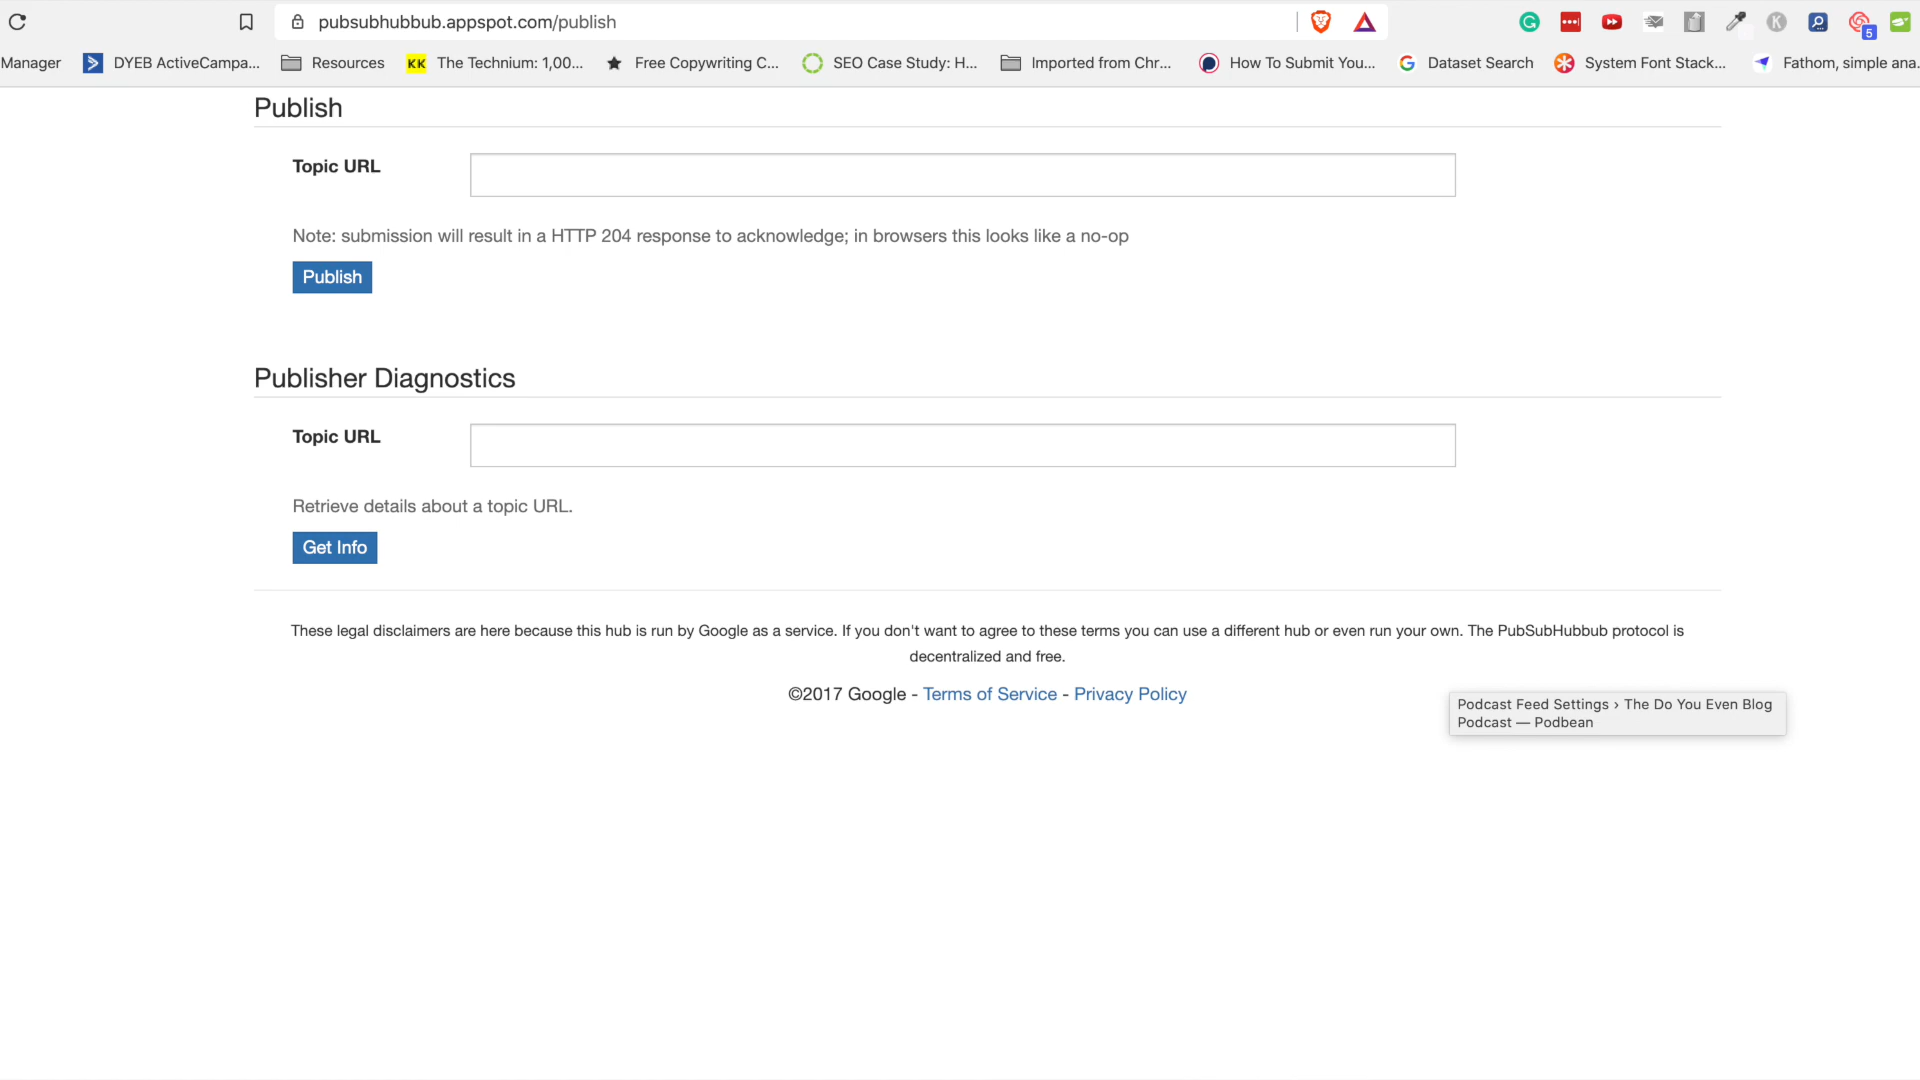 pubsubhubbub.appspot.com/publish
5
Manager
DYEB ActiveCampa...
Resources
KK
The Technium: 1,00...
Free Copywriting C...
SEO Case Study: H...
Imported from Chr...
How To Submit You...
Dataset Search
System Font Stack...
Fathom, simple ana.
Publish
Topic URL
Note: submission will result in a HTTP 204 response to acknowledge; in browsers this looks like a no-op
Publish
Publisher Diagnostics
Topic URL
Retrieve details about a topic URL.
Get Info
These legal disclaimers are here because this hub is run by Google as a service. If you don't want to agree to these terms you can use a different hub or even run your own. The PubSubHubbub protocol is
decentralized and free.
©2017 Google - Terms of Service - Privacy Policy
Podcast Feed Settings › The Do You Even Blog
Podcast — Podbean